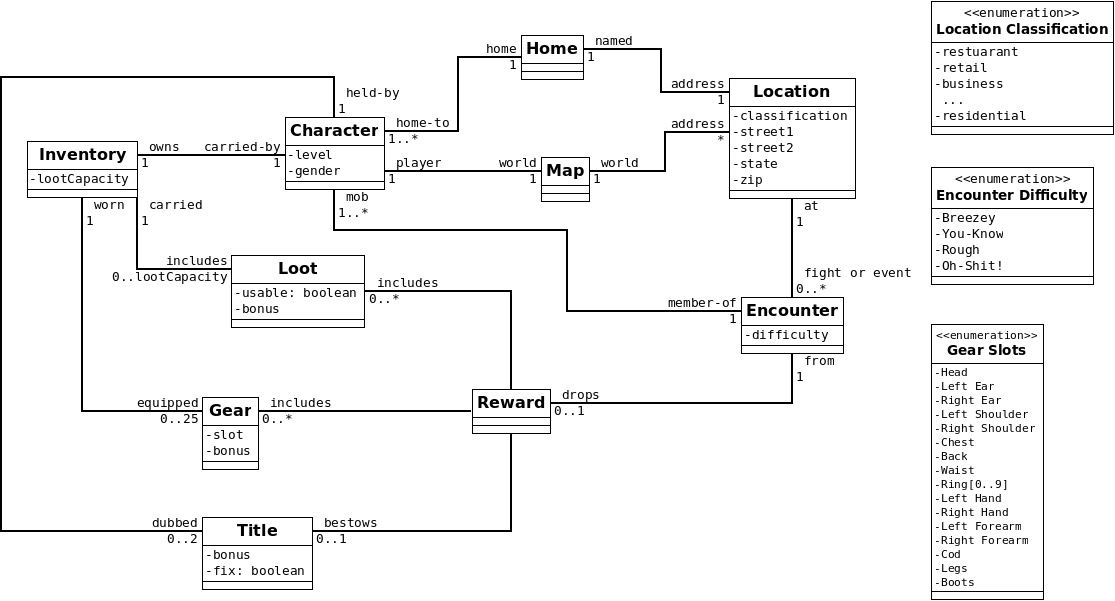 <<enumeration>>
Location Classification
-restuarant
-retail
-business
...
-residential
home
1
Home
named
1
held-by
1
address
1
Location
-classification
-street1
-street2
-state
-zip
home-to
1..*
address
*
Character
-level
-gender
Inventory
-lootCapacity
owns
1
carried-by
1
player
1
world
1
Map
world
1
<<enumeration>>
Encounter Difficulty
-Breezey
-You-Know
-Rough
-Oh-Shit!
worn
1
carried
1
mob
1..*
at
1
includes
0..lootCapacity
Loot
-usable: boolean
-bonus
includes
0..*
fight or event
0..*
member-of
1
Encounter
-difficulty
from
1
<<enumeration>>
Gear Slots
-Head
-Left Ear
-Right Ear
-Left Shoulder
-Right Shoulder
-Chest
-Back
-Waist
-Ring[0..9]
-Left Hand
-Right Hand
-Left Forearm
-Right Forearm
-Cod
-Legs
-Boots
equipped
0..25
Gear
-slot
-bonus
includes
0..*
Reward
drops
0..1
dubbed
0..2
Title
-bonus
-fix: boolean
bestows
0..1